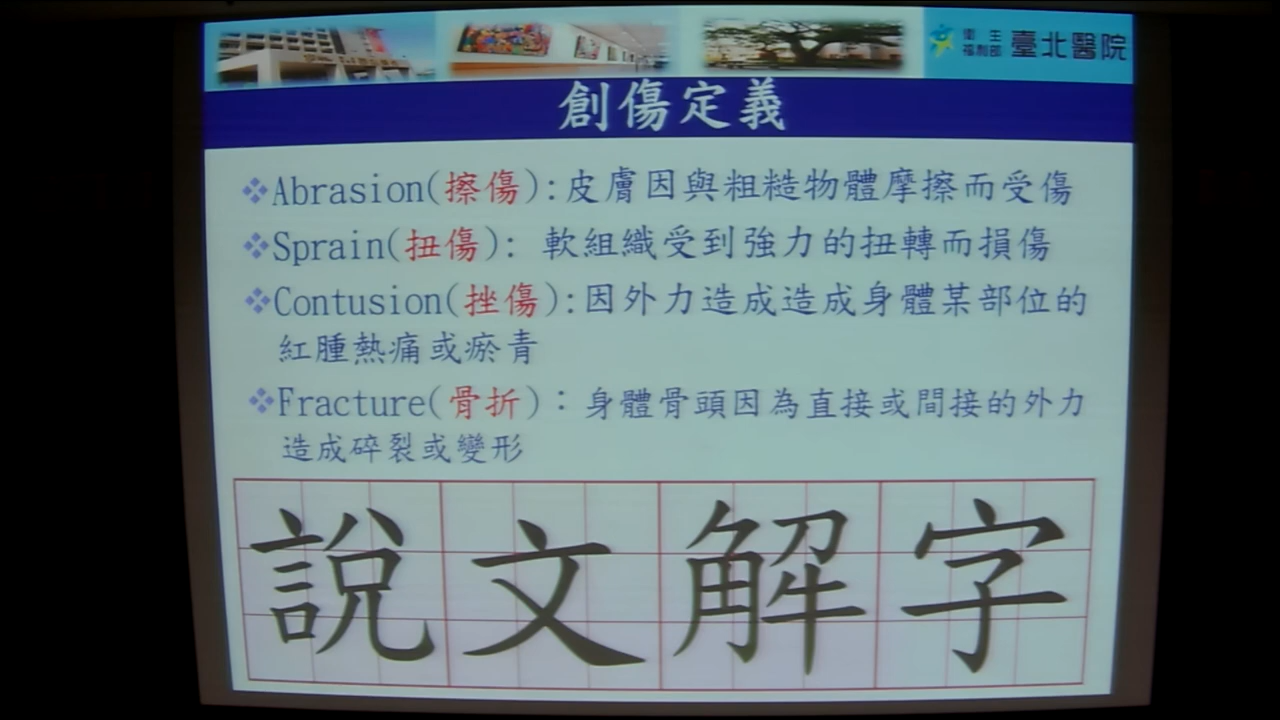 衛生
福利部 臺北醫院
創傷定義
Abrasion(擦傷):皮膚因與粗糙物體摩擦而受傷
Sprain(扭傷): 軟組織受到強力的扭轉而損傷
Contusion(挫傷):因外力造成造成身體某部位的
紅腫熱痛或瘀青
Fracture(骨折):身體骨頭因為直接或間接的外力
造成碎裂或變形
說文解字